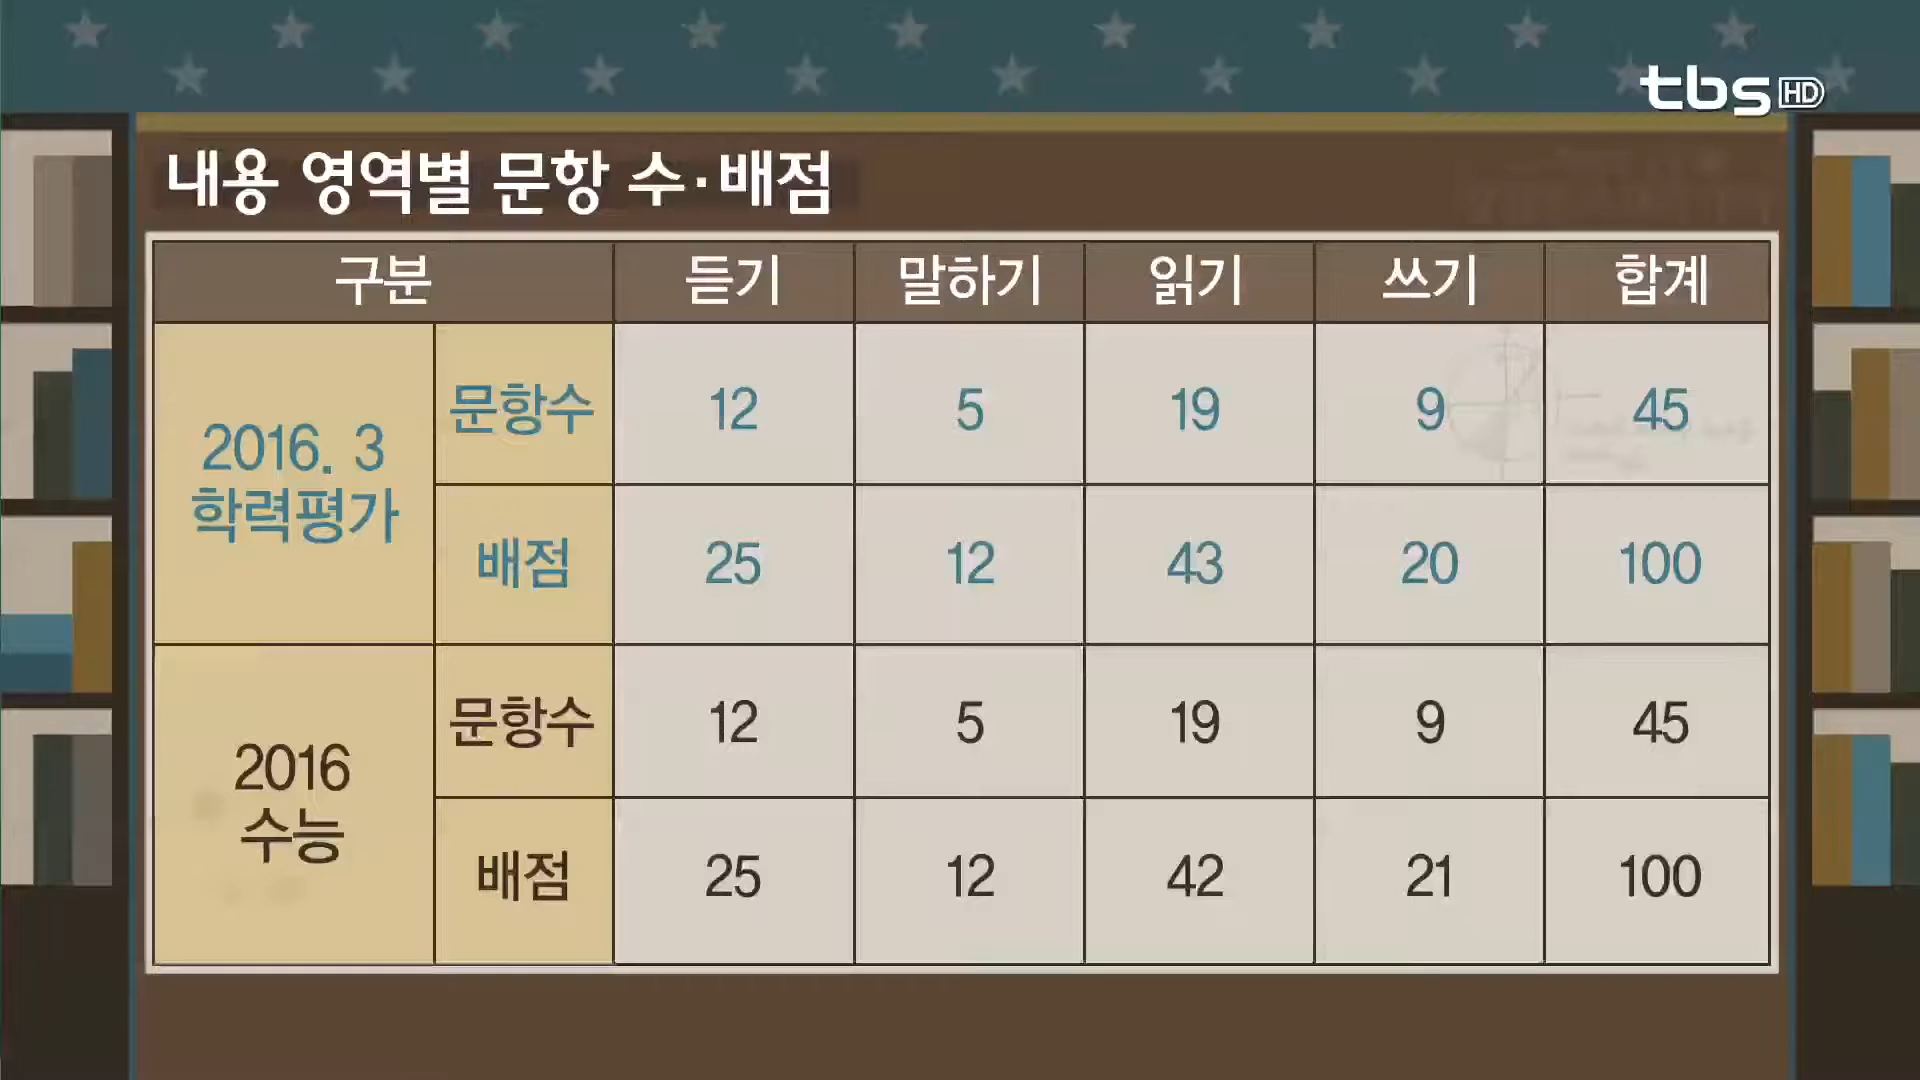 tbs HD
내용 영역별 문항 수·배점
구분 듣기 말하기 읽기 쓰기 합계
2016. 3
학력평가
문항수 12 5 19 9 45
배점 25 12 43 20 100
2016
수능
문항수 12 5 19 9 45
배점 25 12 42 21 100